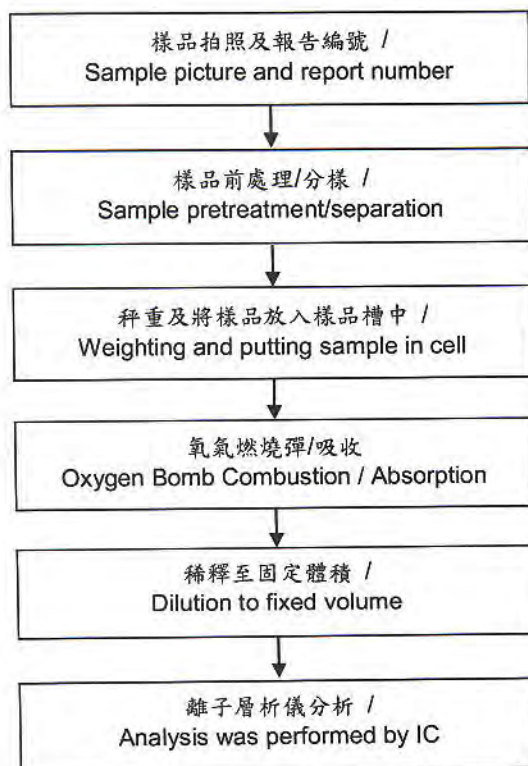 樣品拍照及報告編號 /
Sample picture and report number
樣品前處理/分樣 /
Sample pretreatment/separation
秤重及將樣品放入樣品槽中 /
Weighting and putting sample in cell
氧氣燃燒彈/吸收
Oxygen Bomb Combustion / Absorption
稀釋至固定體積 /
Dilution to fixed volume
離子層析儀分析 /
Analysis was performed by IC